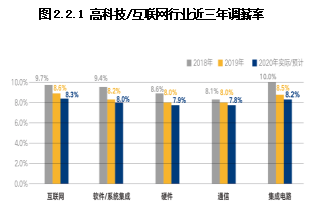 图2.2.1 高科技/互联网行业近三年调薪率
2018年 2019年 2020年实际/预计
9.7% 8.6% 8.3%
9.4% 8.2% 8.0%
8.6% 8.0% 7.9%
8.1% 8.0% 7.8%
10.0% 8.5% 8.2%
10.0%
8.0%
6.0%
4.0%
2.0%
0.0%
互联网 软件/系统集成 硬件 通信 集成电路